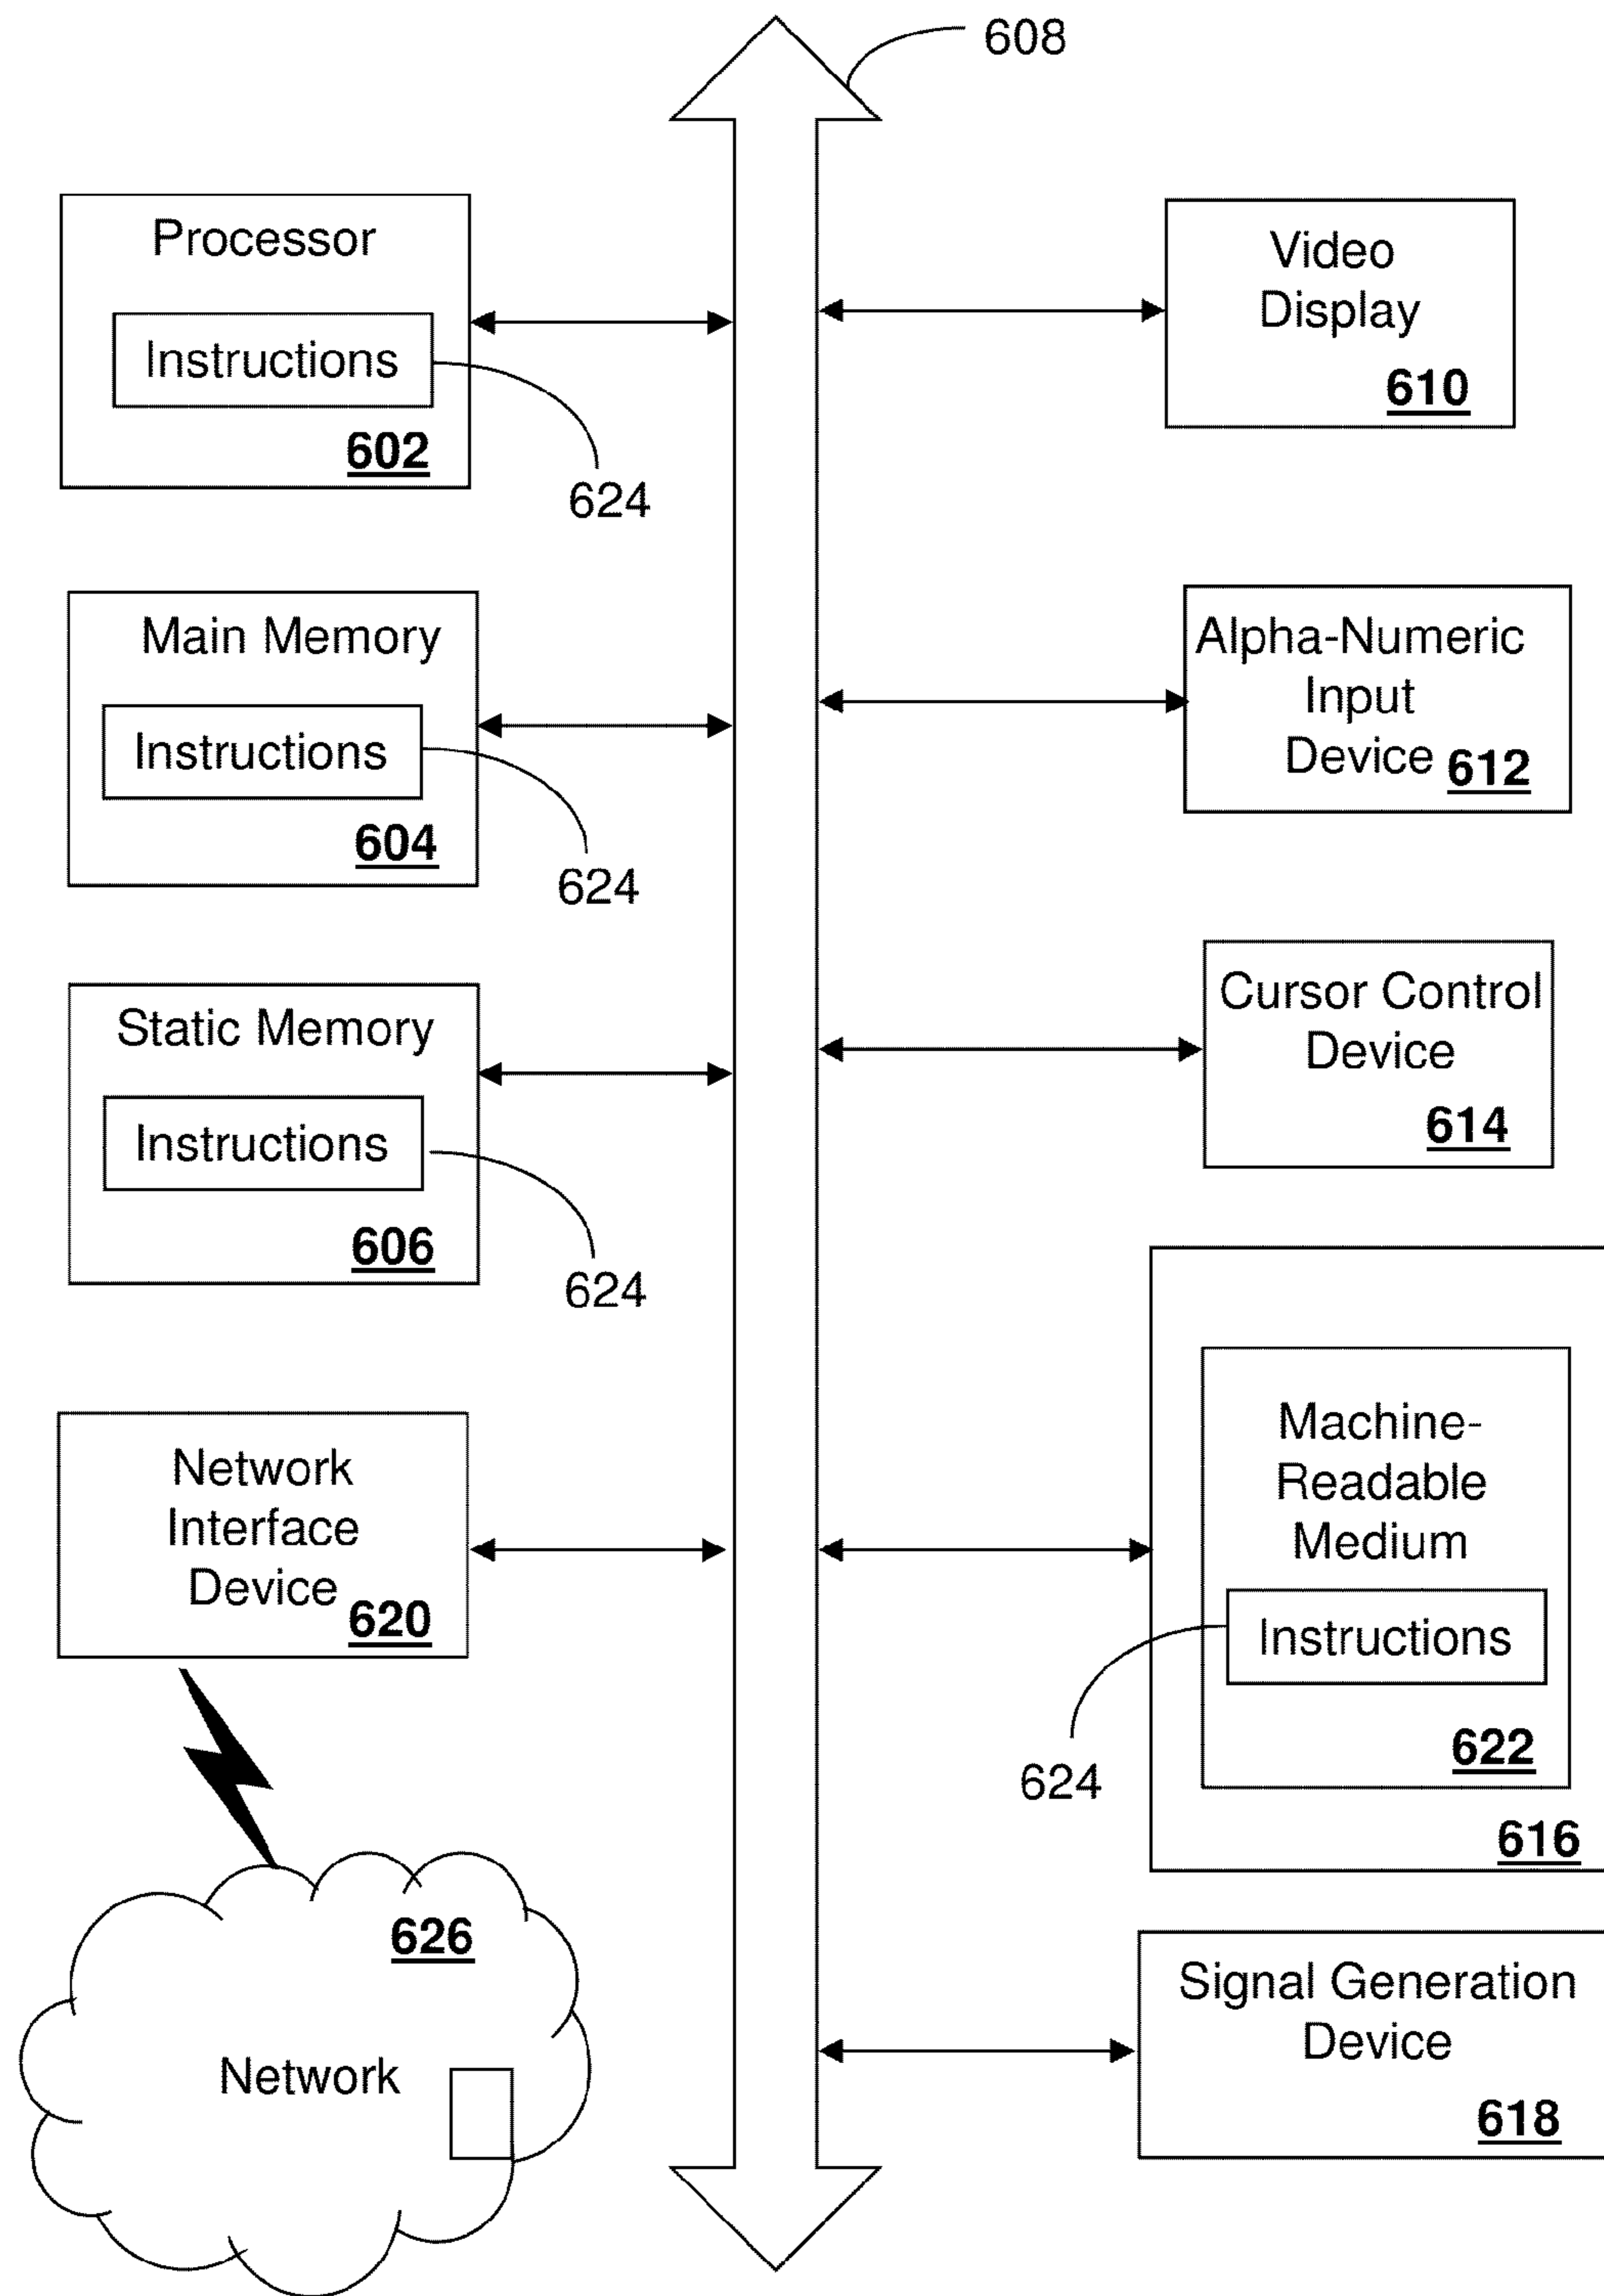 608
Processor
Instructions
602
624
Main Memory
Instructions
604
624
Static Memory
Instructions
606
624
Network
Interface
Device
620
626
Network
Video
Display
610
Alpha-Numeric
Input
Device 612
Cursor Control
Device
614
Machine-
Readable
Medium
Instructions
622
624
616
Signal Generation
Device
618